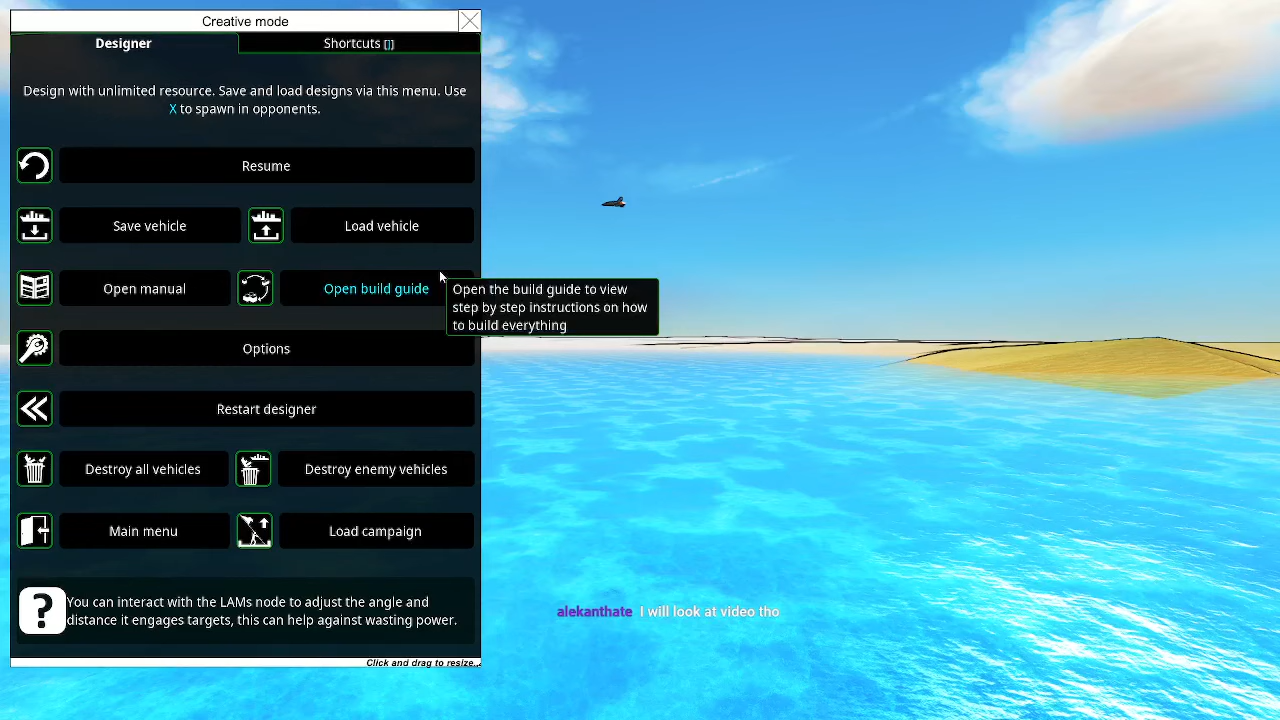 Creative mode
Designer
Shortcuts []]
Design with unlimited resource. Save and load designs via this menu. Use
X to spawn in opponents.
Resume
Save vehicle
Load vehicle
Open manual
Open build guide
Open the build guide to view
step by step instructions on how
to build everything
Options
Restart designer
Destroy all vehicles
Destroy enemy vehicles
Main menu
Load campaign
You can interact with the LAMs node to adjust the angle and
distance it engages targets, this can help against wasting power.
Click and drag to resize...
alekanthate I will look at video tho